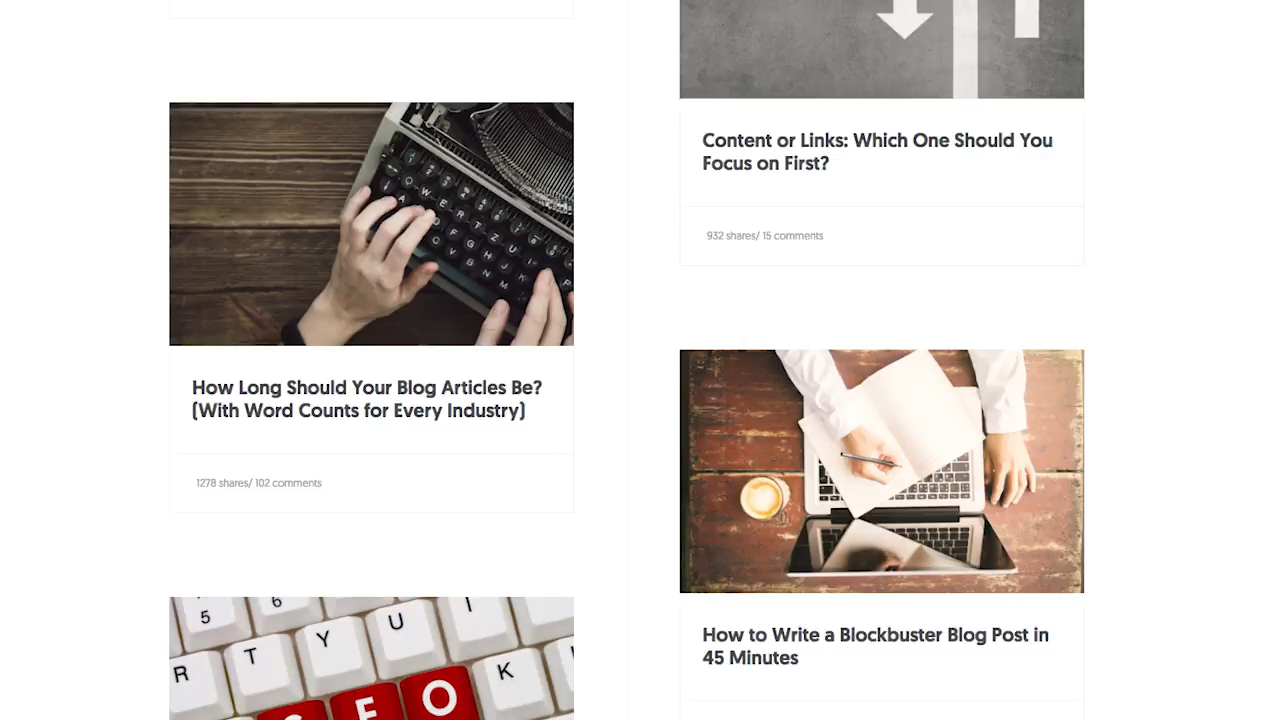 Content or Links: Which One Should You
Focus on First?
932 shares/ 15 comments
How Long Should Your Blog Articles Be?
(With Word Counts for Every Industry)
1278 shares/ 102 comments
How to Write a Blockbuster Blog Post in
45 Minutes
5 6
R T Y U I
K
SEO